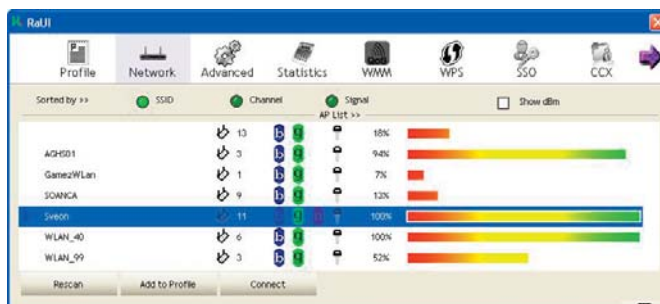 RaUI
Profile Network Advanced Statistics WMM WPS SSO CCX
Sorted by >> SSID Channel Signal Show dBm
AP List >>
13 b g 18%
AGHS01 3 b g 94%
GamezWLan 1 b g 7%
SOANCA 9 b g 13%
Sveon 11 b g n 100%
WLAN_40 6 b g 100%
WLAN_99 3 b g 52%
Rescan Add to Profile Connect